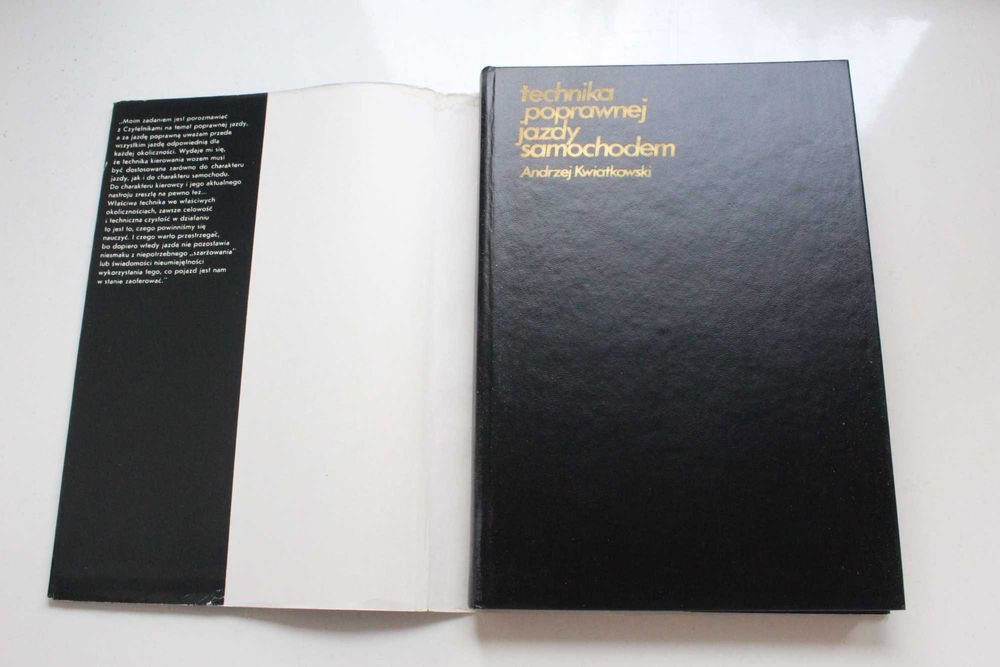 „Moim zadaniem jest porozmawiać
z Czytelnikami na temat poprawnej jazdy,
a za jazdę poprawną uważam przede
wszystkim jazdę odpowiednią dla
każdej okoliczności. Wydaje mi się,
że technika kierowania wozem musi
być dostosowana zarówno do charakteru
jazdy, jak i do charakteru samochodu.
Do charakteru kierowcy i jego aktualnego
nastroju zresztą na pewno też...
Właściwa technika we właściwych
okolicznościach, zawsze celowość
i techniczna czystość w działaniu
to jest to, czego powinniśmy się
nauczyć. I czego warto przestrzegać,
bo dopiero wtedy jazda nie pozostawia
niesmaku z niepotrzebnego „szarżowania”
lub świadomości nieumiejętności
wykorzystania tego, co pojazd jest nam
w stanie zaoferować.”
technika
poprawnej
jazdy
samochodem
Andrzej Kwiatkowski